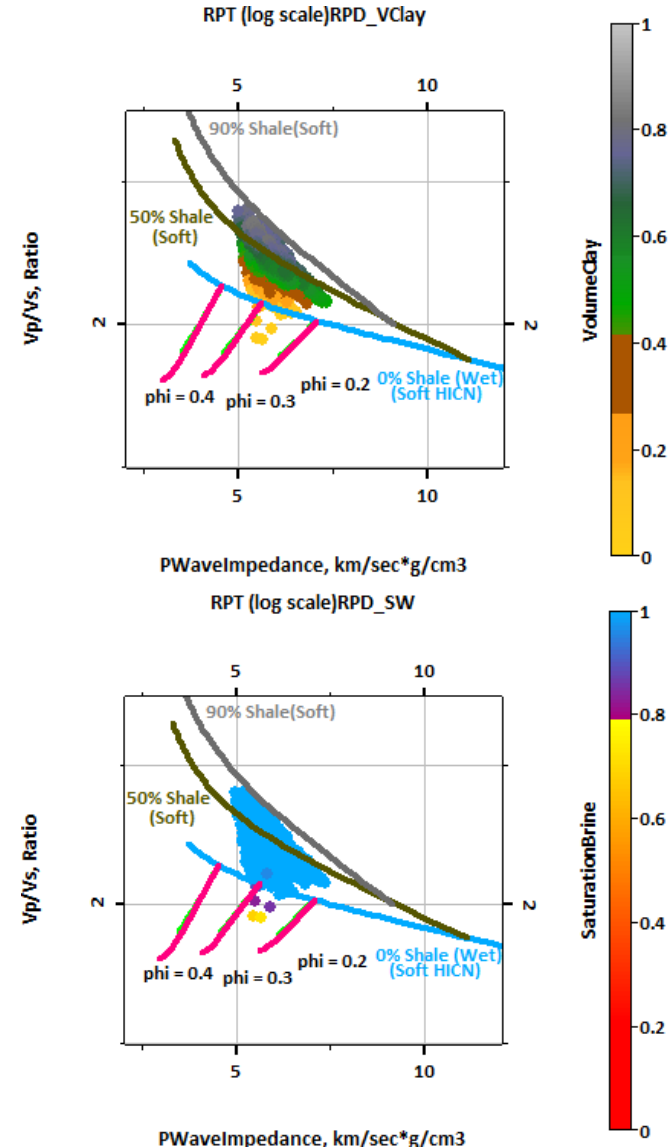 RPT (log scale)RPD_VClay
5 10
90% Shale(Soft)
50% Shale
(Soft)
Vp/Vs, Ratio
2 2
0% Shale (Wet)
(Soft HICN)
phi = 0.4 phi = 0.3 phi = 0.2
5 10
PWaveImpedance, km/sec*g/cm3
1
0.8
0.6
0.4
0.2
0
VolumeClay
RPT (log scale)RPD_SW
5 10
90% Shale(Soft)
50% Shale
(Soft)
Vp/Vs, Ratio
2 2
0% Shale (Wet)
(Soft HICN)
phi = 0.4 phi = 0.3 phi = 0.2
5 10
PWaveImpedance, km/sec*g/cm3
1
0.8
0.6
0.4
0.2
0
SaturationBrine